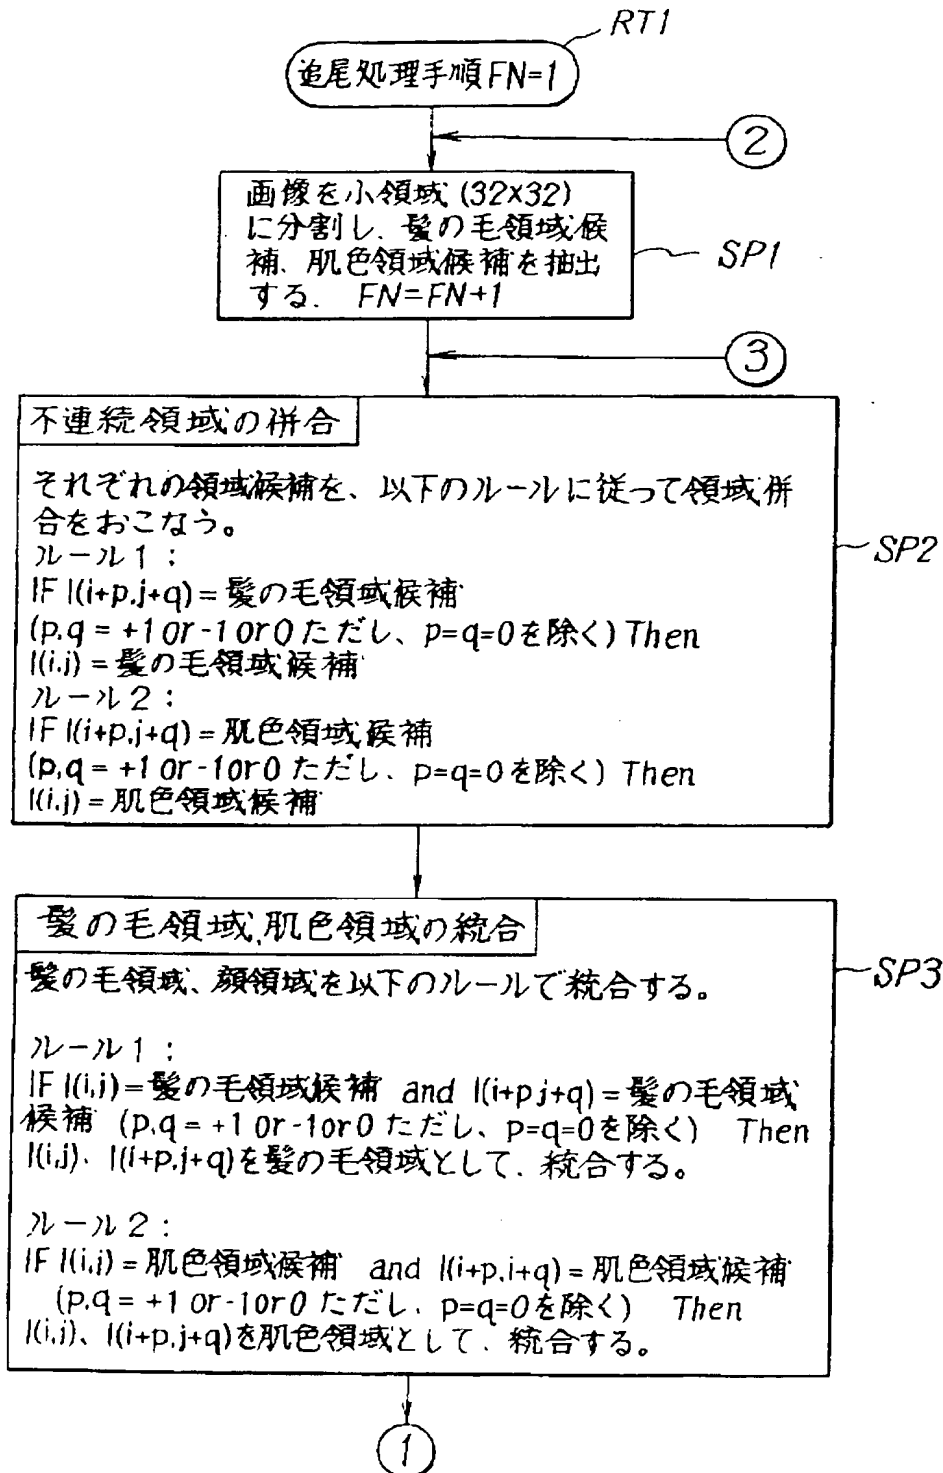 RT1
追尾処理手順FN=1
②
画像を小領域(32×32)
に分割し、髪の毛領域候
補、肌色領域候補を抽出
する. FN=FN+1
SP1
③
不連続領域の併合
それぞれの領域候補を、以下のルールに従って領域併
合をおこなう。
ルール1:
IF I(i+p,j+q)=髪の毛領域候補
(p,q = +1 or -1 or 0 ただし、p=q=0を除く) Then
I(i,j)=髪の毛領域候補
ルール2:
IF I(i+p,j+q)=肌色領域候補
(p,q = +1 or -1 or 0 ただし、p=q=0を除く) Then
I(i,j)=肌色領域候補
SP2
髪の毛領域,肌色領域の統合
髪の毛領域、顔領域を以下のルールで統合する。
SP3
ルール1:
IF I(i,j)=髪の毛領域候補 and I(i+p,j+q)=髪の毛領域
候補 (p,q = +1 or -1 or 0 ただし、p=q=0を除く) Then
I(i,j)、I(i+p,j+q)を髪の毛領域として、統合する。
ルール2:
IF I(i,j)=肌色領域候補 and I(i+p,i+q)=肌色領域候補
(p,q = +1 or -1 or 0 ただし、p=q=0を除く) Then
I(i,j)、I(i+p,j+q)を肌色領域として、統合する。
①